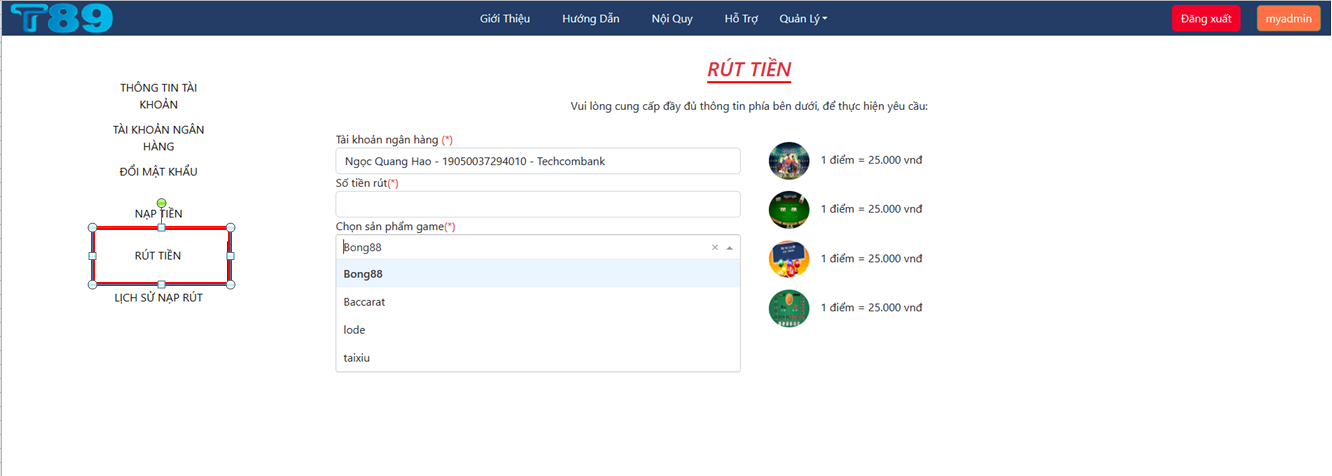 T89
Giới Thiệu
Hướng Dẫn
Nội Quy
Hỗ Trợ
Quản Lý
Đăng xuất
myadmin
THÔNG TIN TÀI
KHOẢN
TÀI KHOẢN NGÂN
HÀNG
ĐỔI MẬT KHẨU
NẠP TIỀN
RÚT TIỀN
LỊCH SỬ NẠP RÚT
RÚT TIỀN
Vui lòng cung cấp đầy đủ thông tin phía bên dưới, để thực hiện yêu cầu:
Tài khoản ngân hàng (*)
Ngọc Quang Hao - 19050037294010 - Techcombank
Số tiền rút(*)
Chọn sản phẩm game(*)
Bong88
Bong88
Baccarat
lode
taixiu
1 điểm = 25.000 vnđ
1 điểm = 25.000 vnđ
1 điểm = 25.000 vnđ
1 điểm = 25.000 vnđ